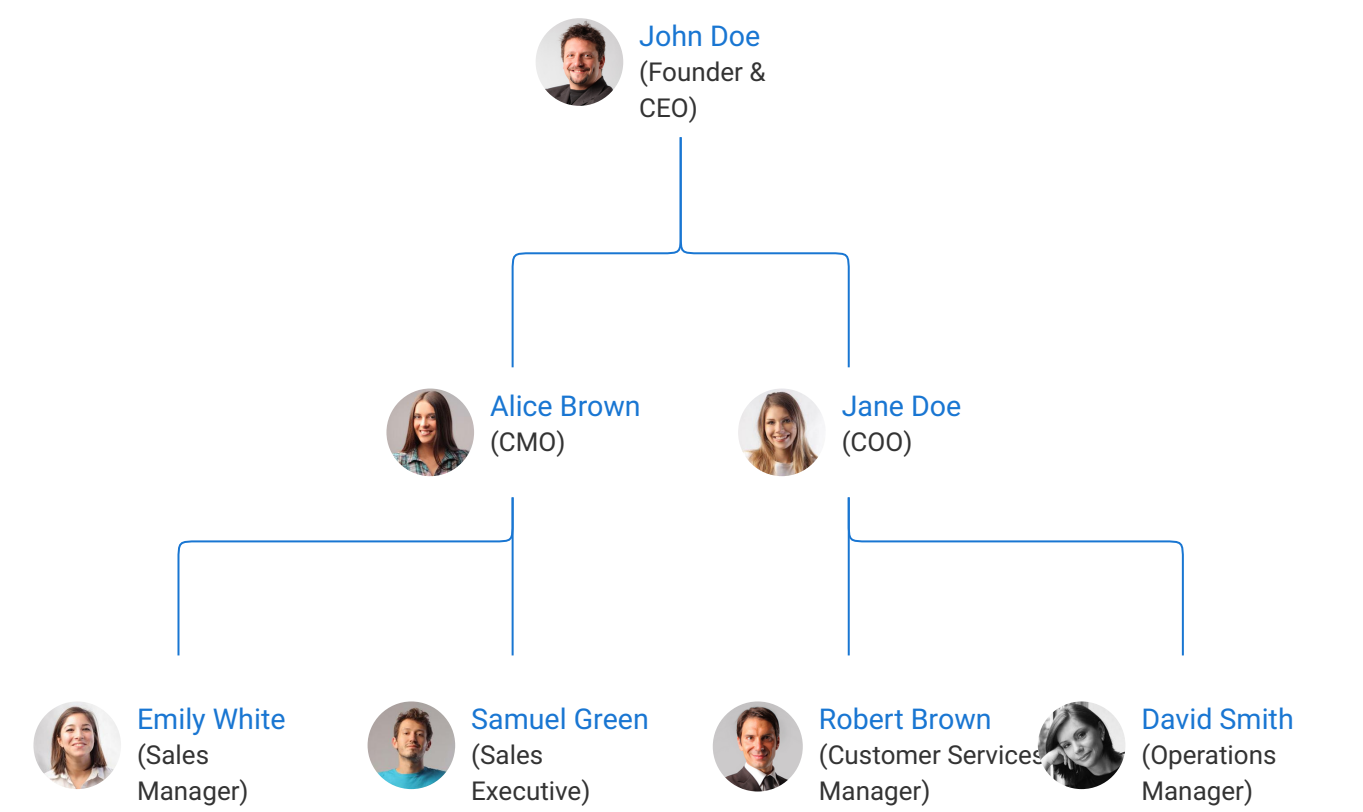 John Doe
(Founder &
CEO)
Alice Brown
(CMO)
Jane Doe
(COO)
Emily White
(Sales
Manager)
Samuel Green
(Sales
Executive)
Robert Brown
(Customer Services
Manager)
David Smith
(Operations
Manager)